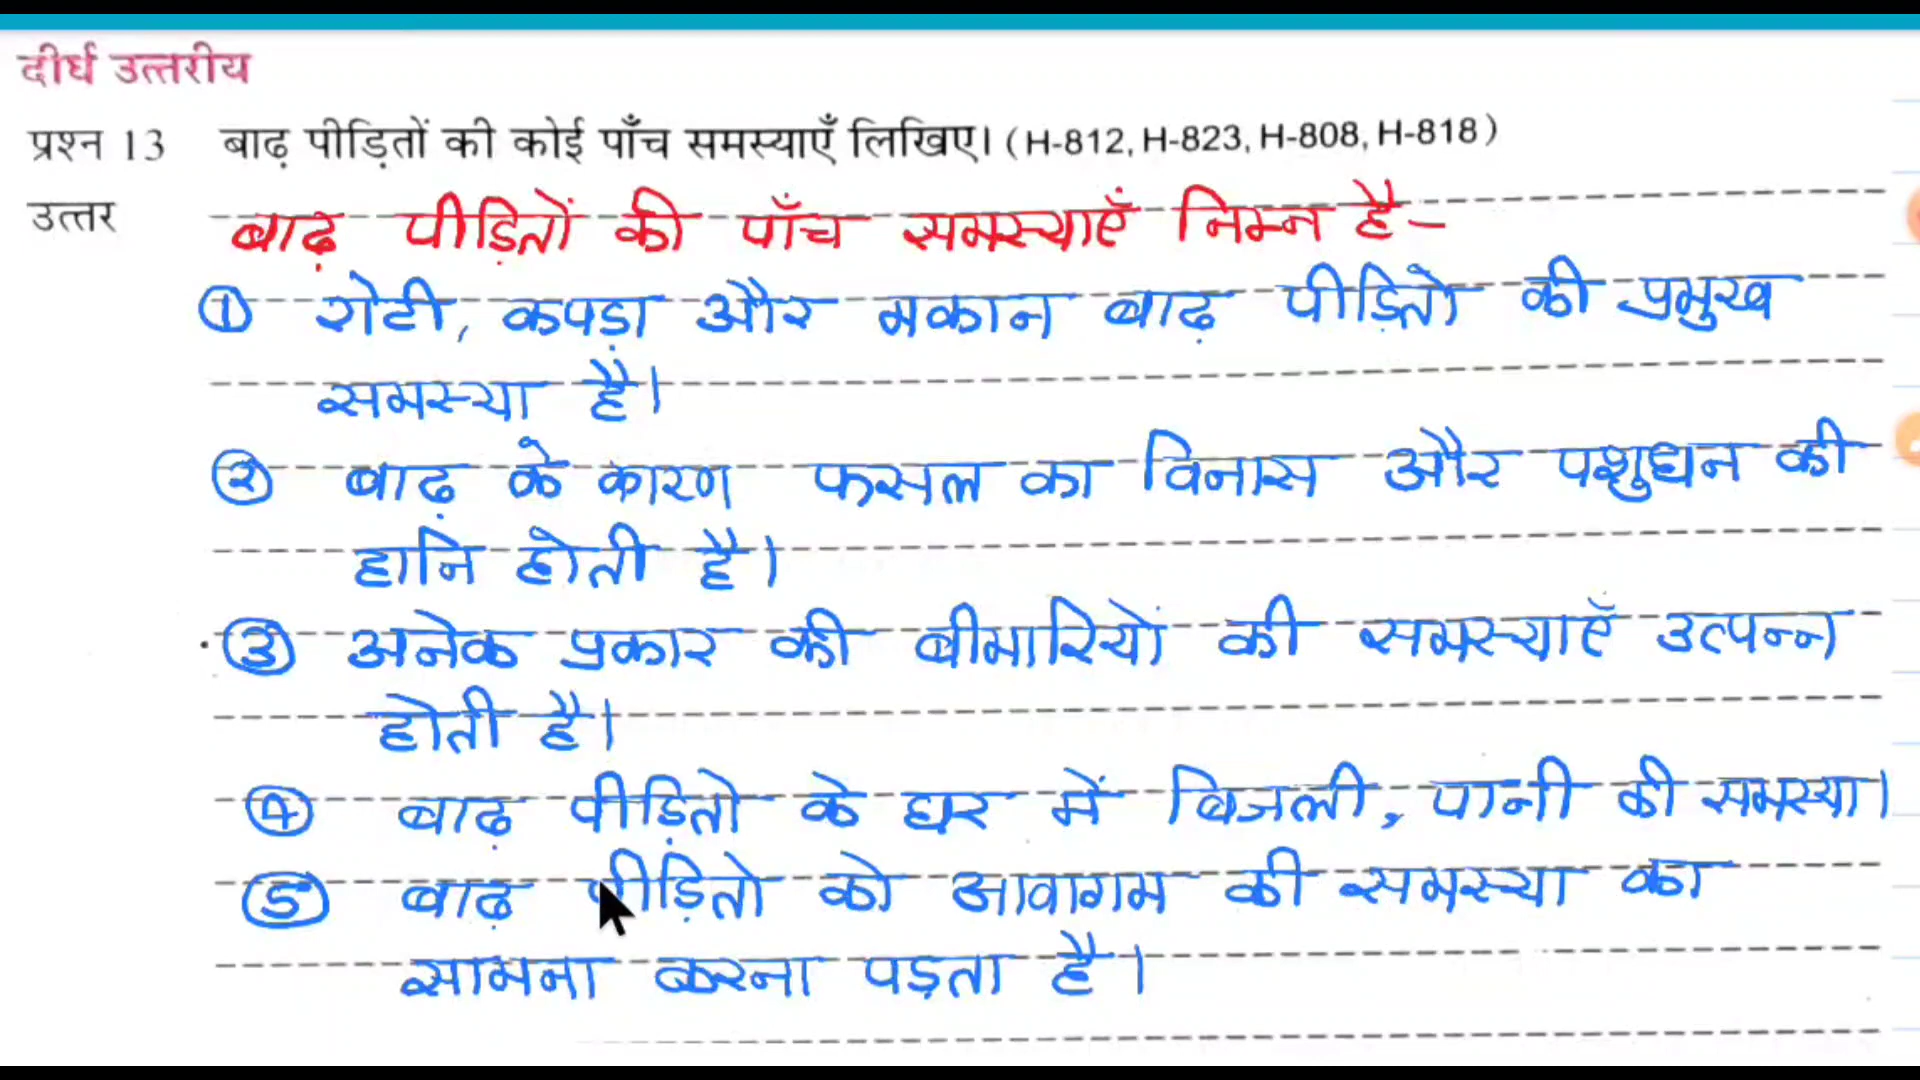 दीर्घ उत्तरीय
प्रश्न 13 बाढ़ पीड़ितों की कोई पाँच समस्याएँ लिखिए। (H-812, H-823, H-808, H-818)
उत्तर बाढ़ पीड़ितों की पाँच समस्याएँ निम्न है-
① रोटी, कपड़ा और मकान बाढ़ पीड़ितो की प्रमुख
समस्या है।
② बाढ़ के कारण फसल का विनास और पशुधन की
हानि होती है।
③ अनेक प्रकार की बीमारियों की समस्याएँ उत्पन्न
होती है।
④ बाढ़ पीड़ितो के घर में बिजली, पानी की समस्या।
⑤ बाढ़ पीड़ितो को आवागम की समस्या का
सामना करना पड़ता है।